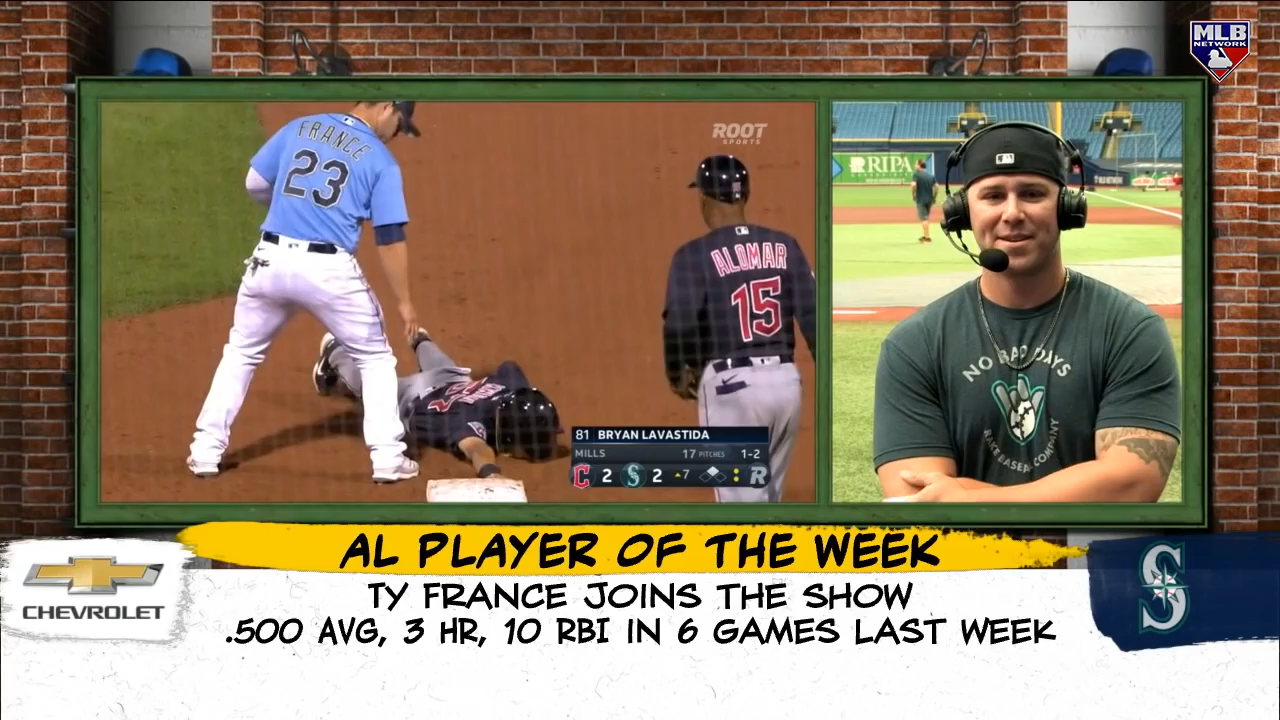 MLB
NETWORK
ROOT
SPORTS
FRANCE
23
ALOMAR
15
81 BRYAN LAVASTIDA
MILLS 17 PITCHES 1-2
C 2 S 2 ▲7 R
RIPA
NO BAD DAYS
COMPANY
AL PLAYER OF THE WEEK
TY FRANCE JOINS THE SHOW
.500 AVG, 3 HR, 10 RBI IN 6 GAMES LAST WEEK
CHEVROLET
S